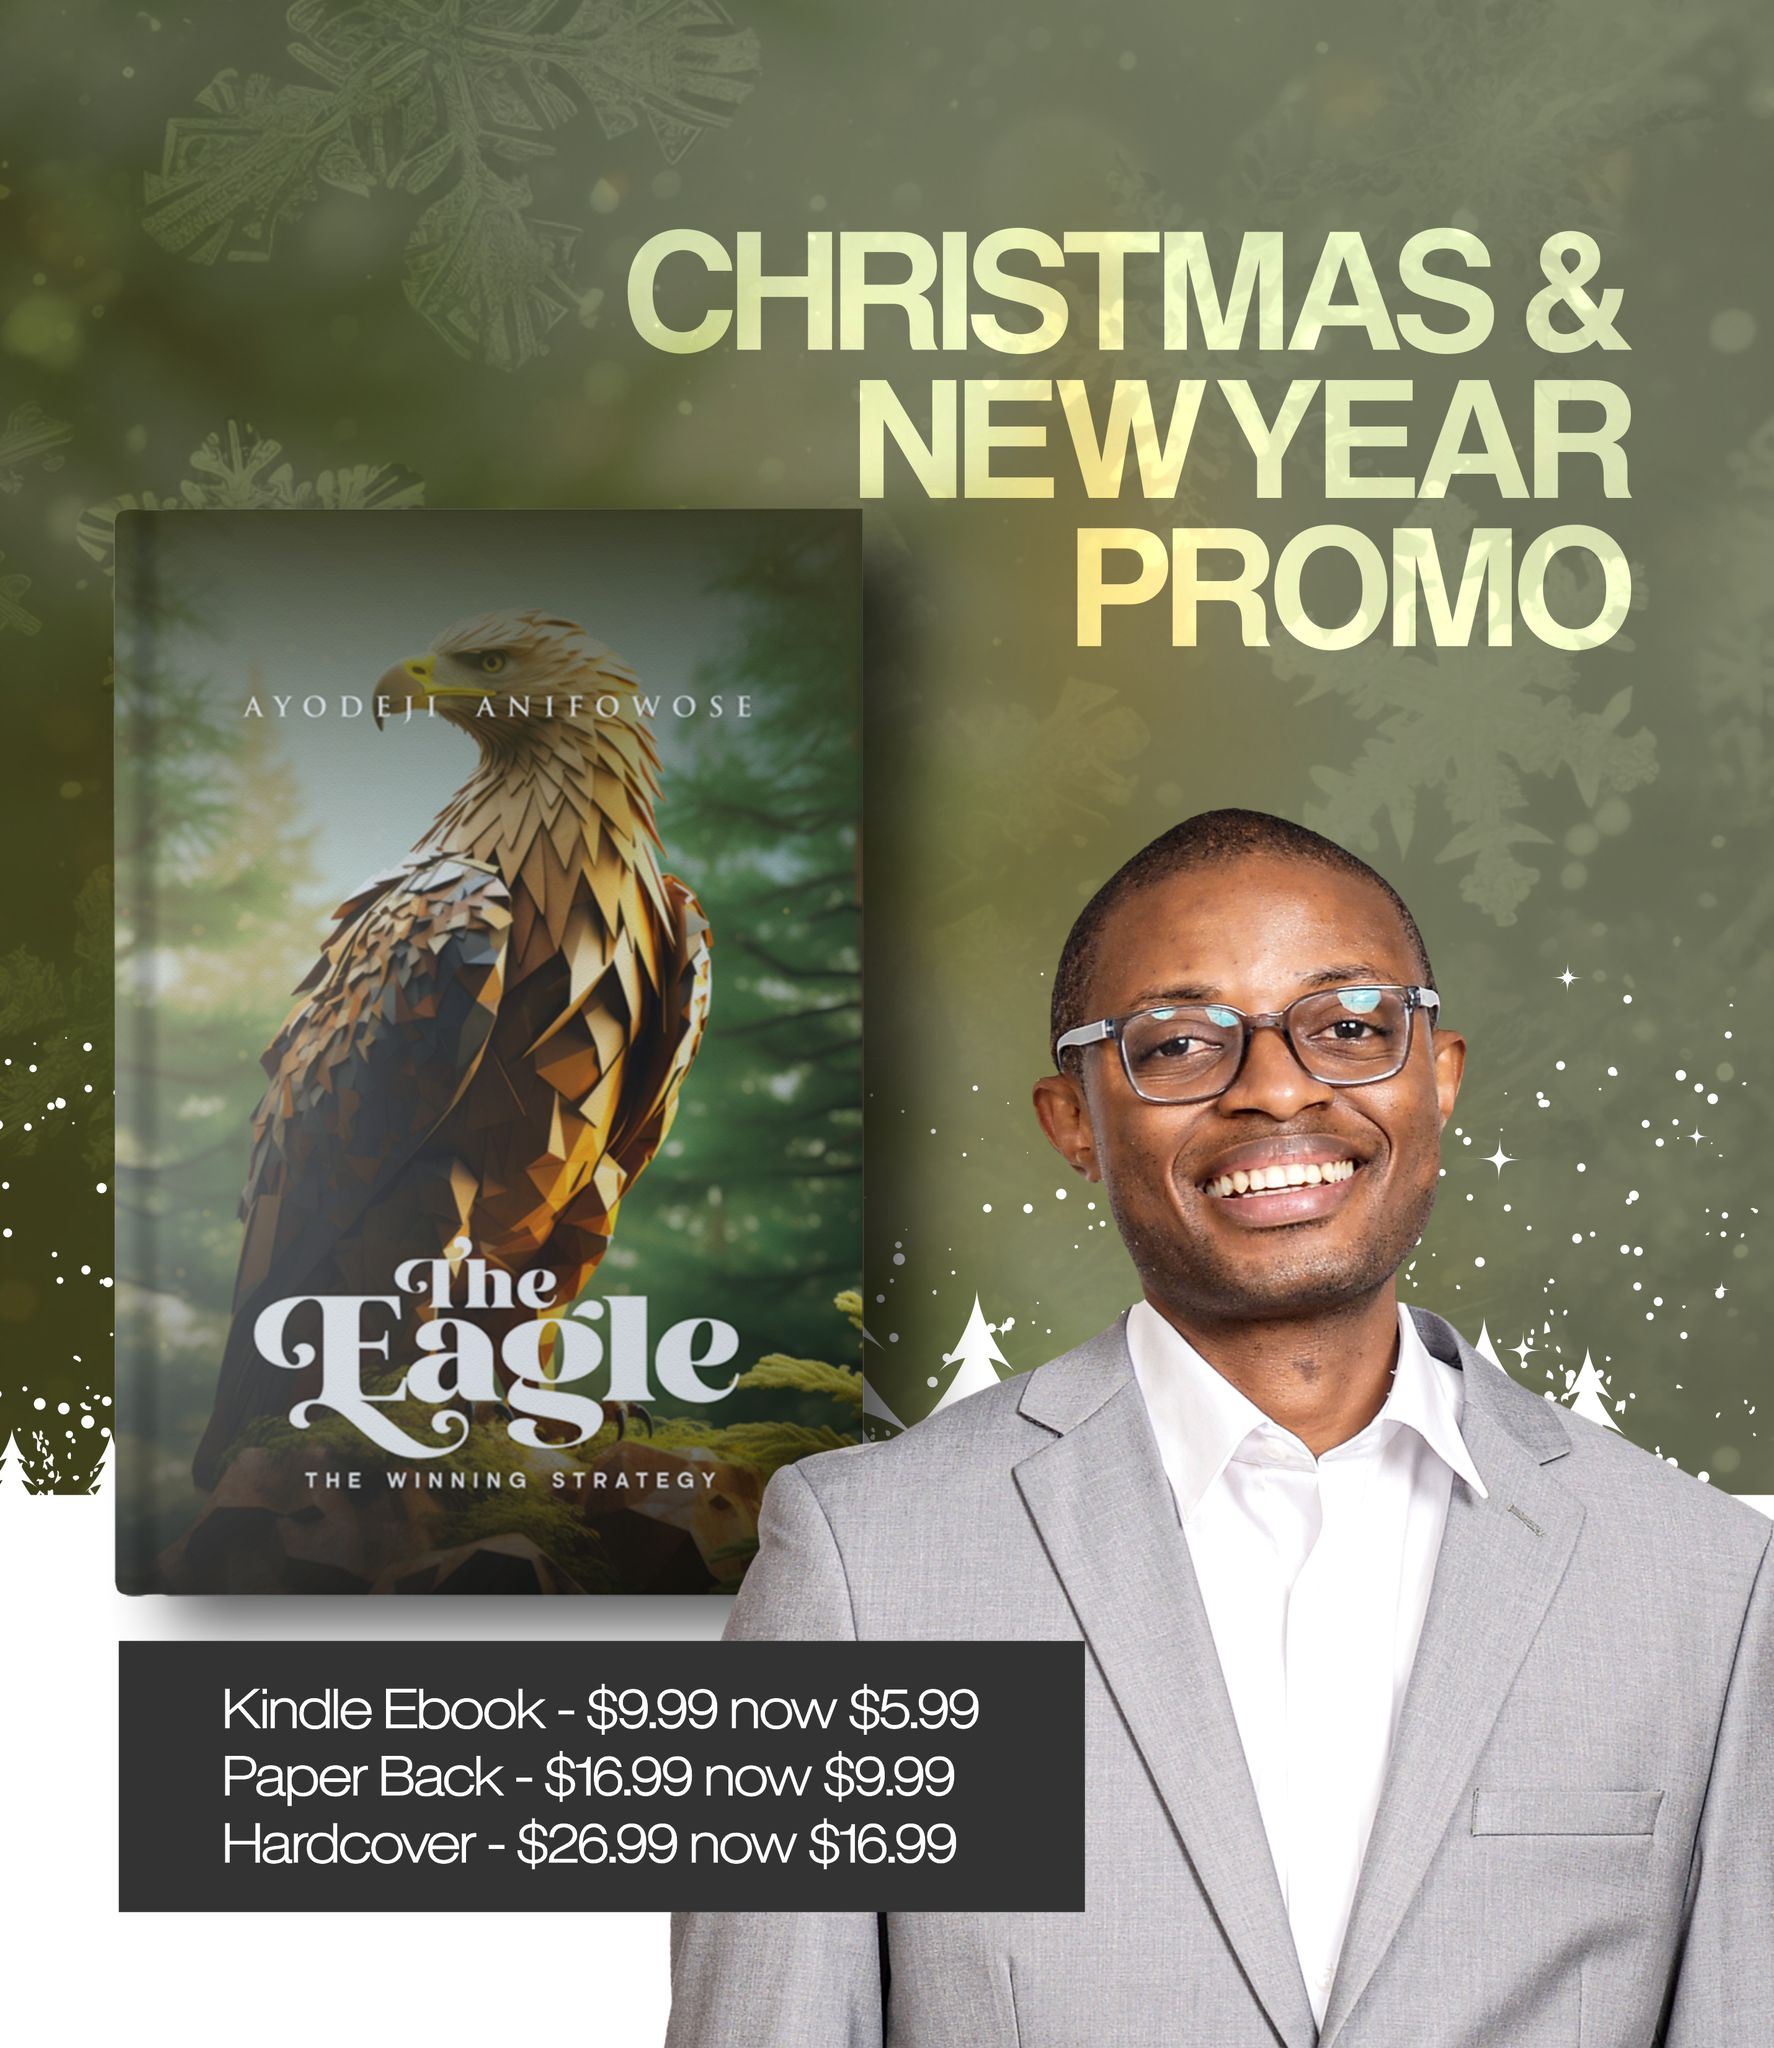 CHRISTMAS &
NEW YEAR
PROMO
AYODEJI ANIFOWOSE
The
Eagle
THE WINNING STRATEGY
Kindle Ebook - $9.99 now $5.99
Paper Back - $16.99 now $9.99
Hardcover - $26.99 now $16.99